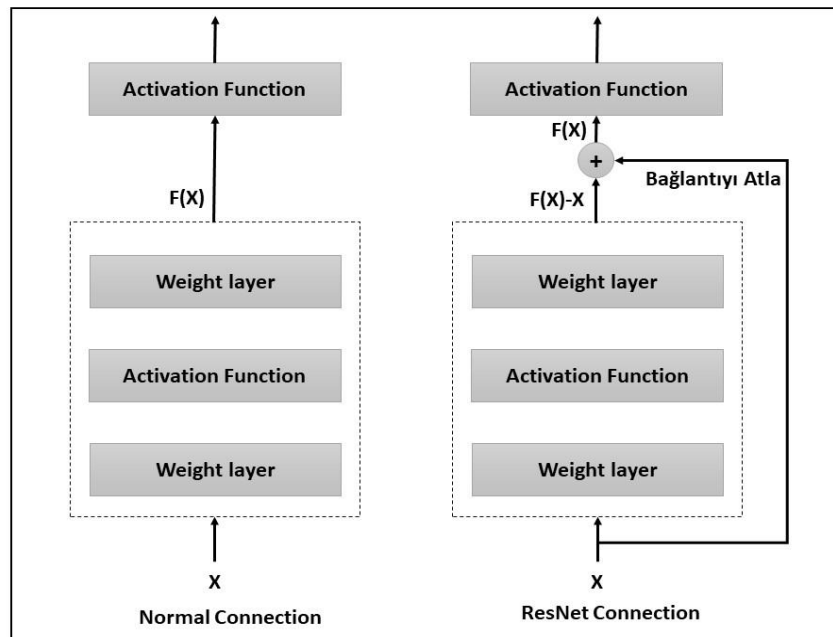 Activation Function
F(X)
Weight layer
Activation Function
Weight layer
X
Normal Connection
Activation Function
F(X)
+
Bağlantıyı Atla
F(X)-X
Weight layer
Activation Function
Weight layer
X
ResNet Connection